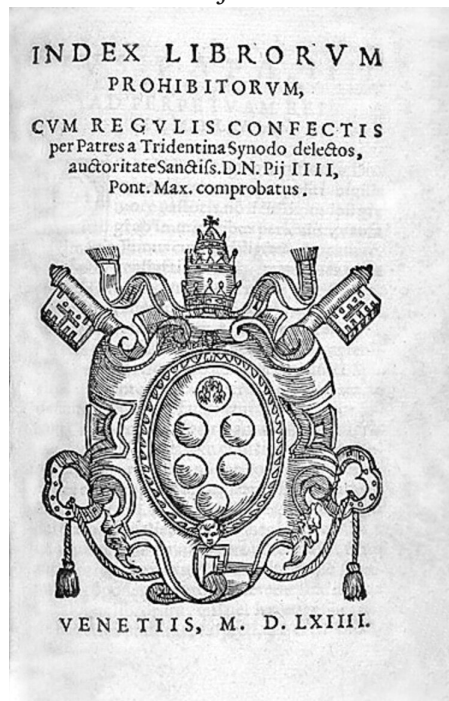 INDEX LIBRORVM
PROHIBITORVM,
CVM REGVLIS CONFECTIS
per Patres a Tridentina Synodo delectos,
auctoritate Sanctiſs. D.N. Pij IIII,
Pont. Max. comprobatus.
VENETIIS, M. D. LXIIII.